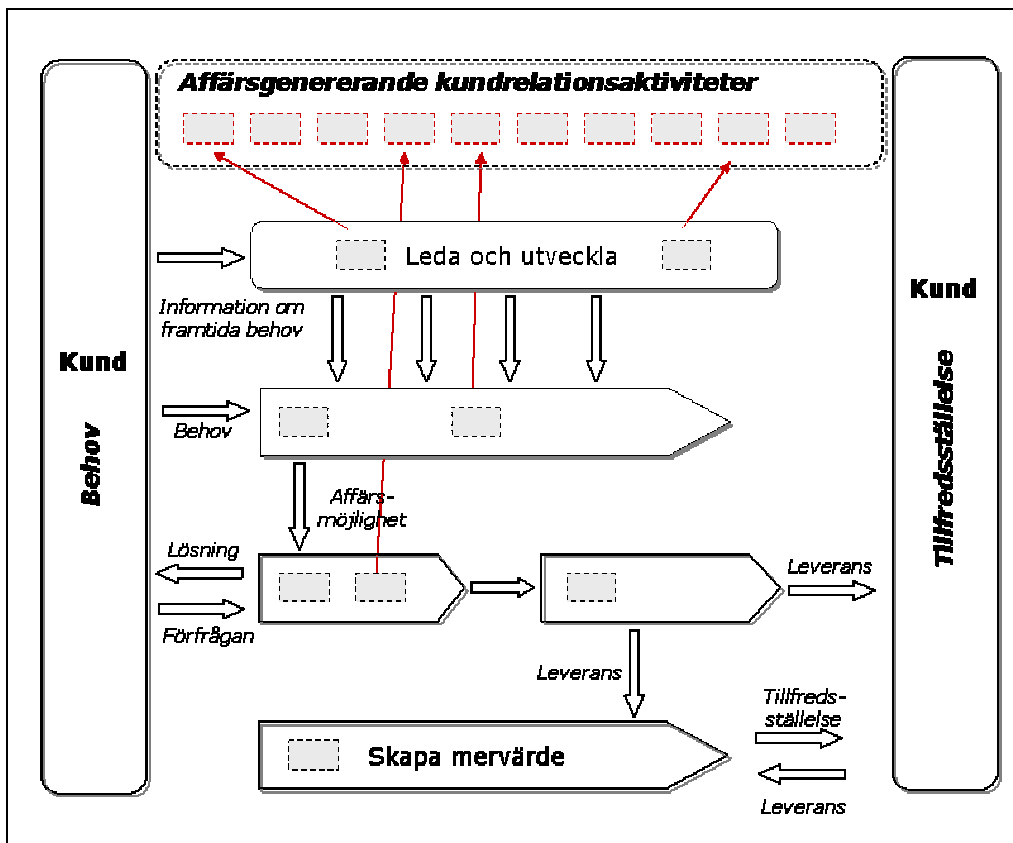 Affärsgenererande kundrelationsaktiviteter
Leda och utveckla
Information om
framtida behov
Kund
Behov
Kund
Tillfredsställelse
Behov
Affärs-
möjlighet
Lösning
Förfrågan
Leverans
Leverans
Skapa mervärde
Tillfreds-
ställelse
Leverans